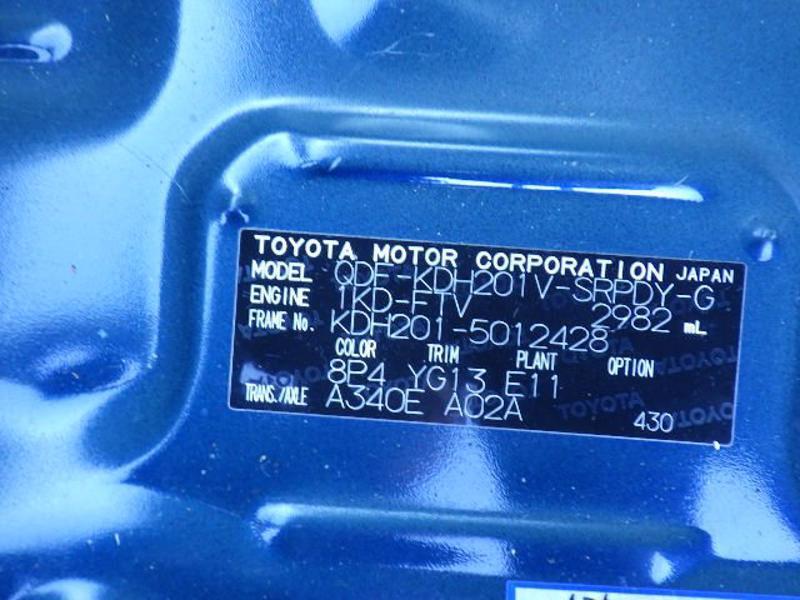 TOYOTA MOTOR CORPORATION JAPAN
MODEL QDF-KDH201V-SRPDY-G
ENGINE 1KD-FTV 2982 mL
FRAME No. KDH201-5012428
COLOR TRIM PLANT OPTION
8P4 YG13 E11
TRANS./AXLE A340E A02A 430